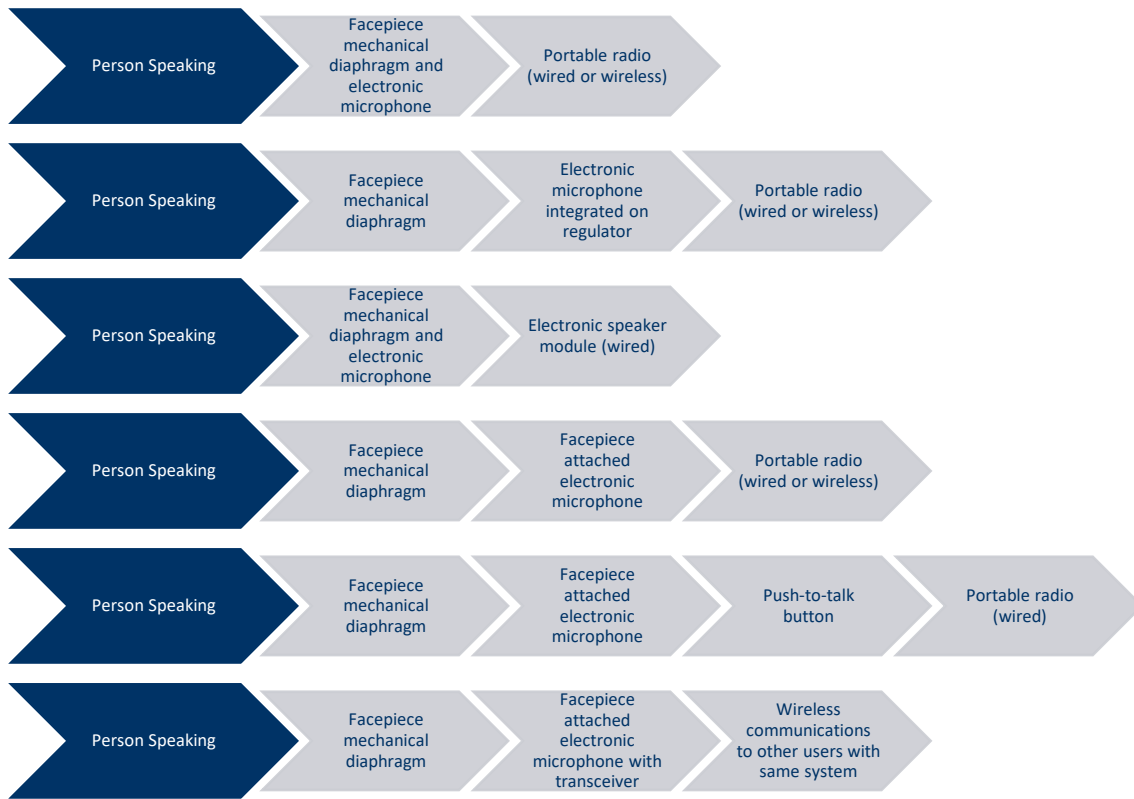 Person Speaking
Facepiece
mechanical
diaphragm and
electronic
microphone
Portable radio
(wired or wireless)
Person Speaking
Facepiece
mechanical
diaphragm
Electronic
microphone
integrated on
regulator
Portable radio
(wired or wireless)
Person Speaking
Facepiece
mechanical
diaphragm and
electronic
microphone
Electronic speaker
module (wired)
Person Speaking
Facepiece
mechanical
diaphragm
Facepiece
attached
electronic
microphone
Portable radio
(wired or wireless)
Person Speaking
Facepiece
mechanical
diaphragm
Facepiece
attached
electronic
microphone
Push-to-talk
button
Portable radio
(wired)
Person Speaking
Facepiece
mechanical
diaphragm
Facepiece
attached
electronic
microphone with
transceiver
Wireless
communications
to other users with
same system